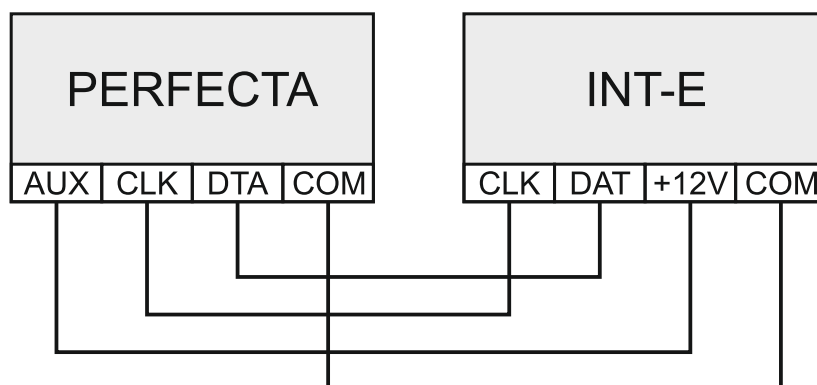 PERFECTA
INT-E
AUX CLK DTA COM
CLK DAT +12V COM